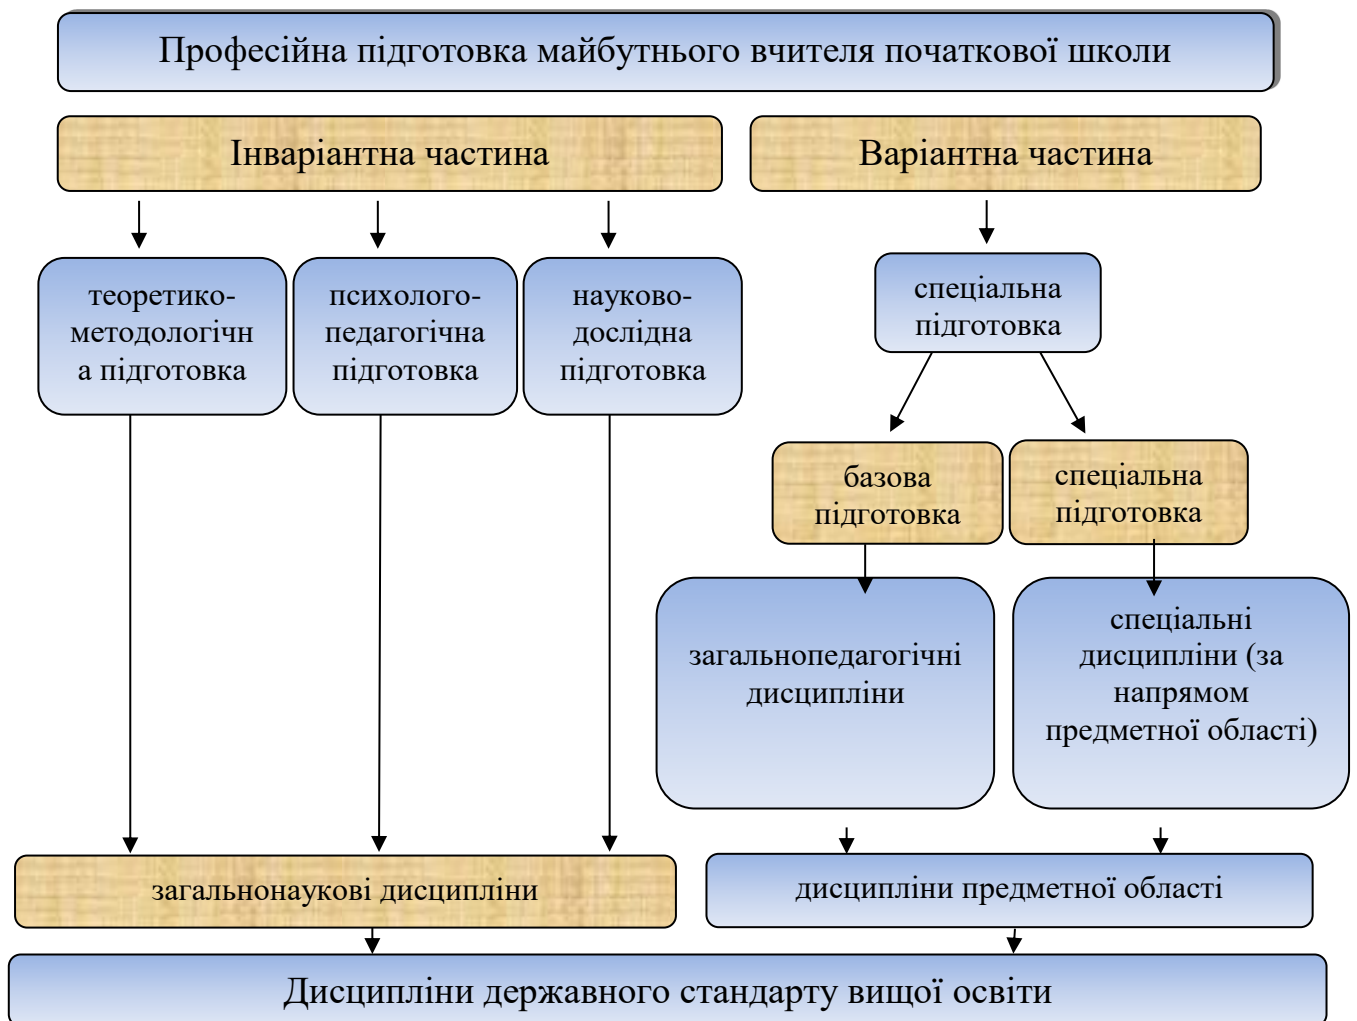 Професійна підготовка майбутнього вчителя початкової школи
Інваріантна частина
Варіантна частина
теоретико-
методологічн
а підготовка
психолого-
педагогічна
підготовка
науково-
дослідна
підготовка
спеціальна
підготовка
базова
підготовка
спеціальна
підготовка
загальнопедагогічні
дисципліни
спеціальні
дисципліни (за
напрямом
предметної області)
загальнонаукові дисципліни
дисципліни предметної області
Дисципліни державного стандарту вищої освіти